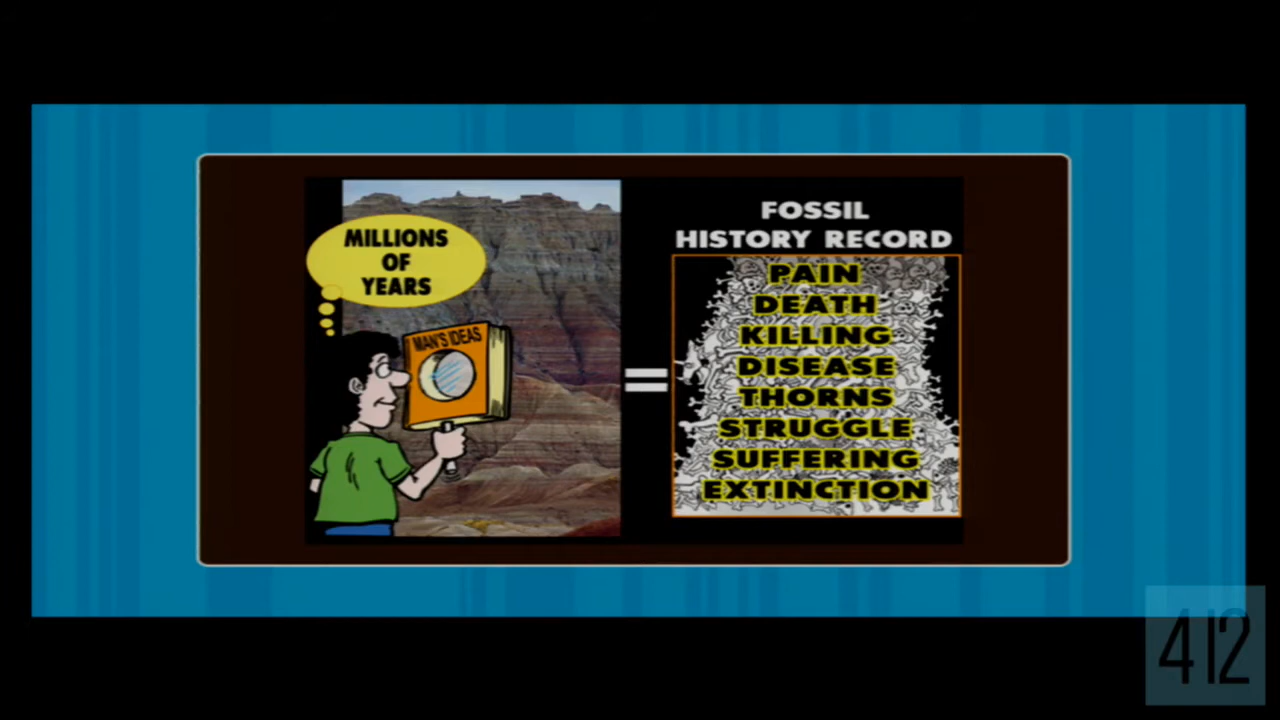 MILLIONS
OF
YEARS
MAN'S IDEAS
=
FOSSIL
HISTORY RECORD
PAIN
DEATH
KILLING
DISEASE
THORNS
STRUGGLE
SUFFERING
EXTINCTION
412